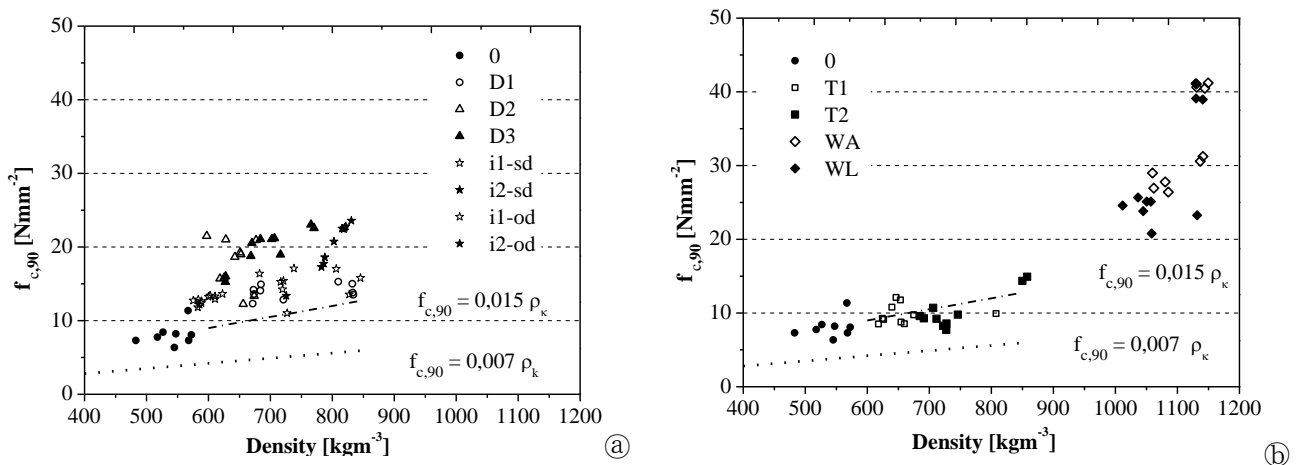 50
40
30
20
10
0
f_c,90 [Nmm⁻²]
0
D1
D2
D3
i1-sd
i2-sd
i1-od
i2-od
f_c,90 = 0,015 ρ_κ
f_c,90 = 0,007 ρ_k
400 500 600 700 800 900 1000 1100 1200
Density [kgm⁻³]
ⓐ
50
40
30
20
10
0
f_c,90 [Nmm⁻²]
0
T1
T2
WA
WL
f_c,90 = 0,015 ρ_κ
f_c,90 = 0,007 ρ_κ
400 500 600 700 800 900 1000 1100 1200
Density [kgm⁻³]
ⓑ